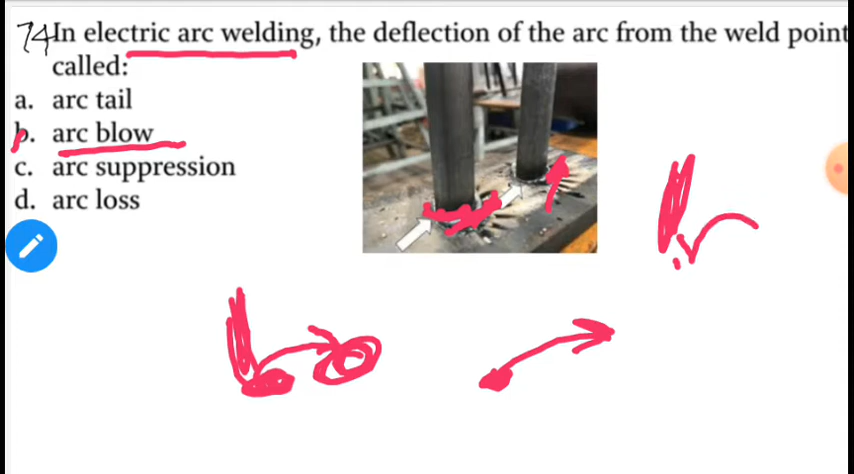 74 In electric arc welding, the deflection of the arc from the weld point
called:
a. arc tail
b. arc blow
c. arc suppression
d. arc loss